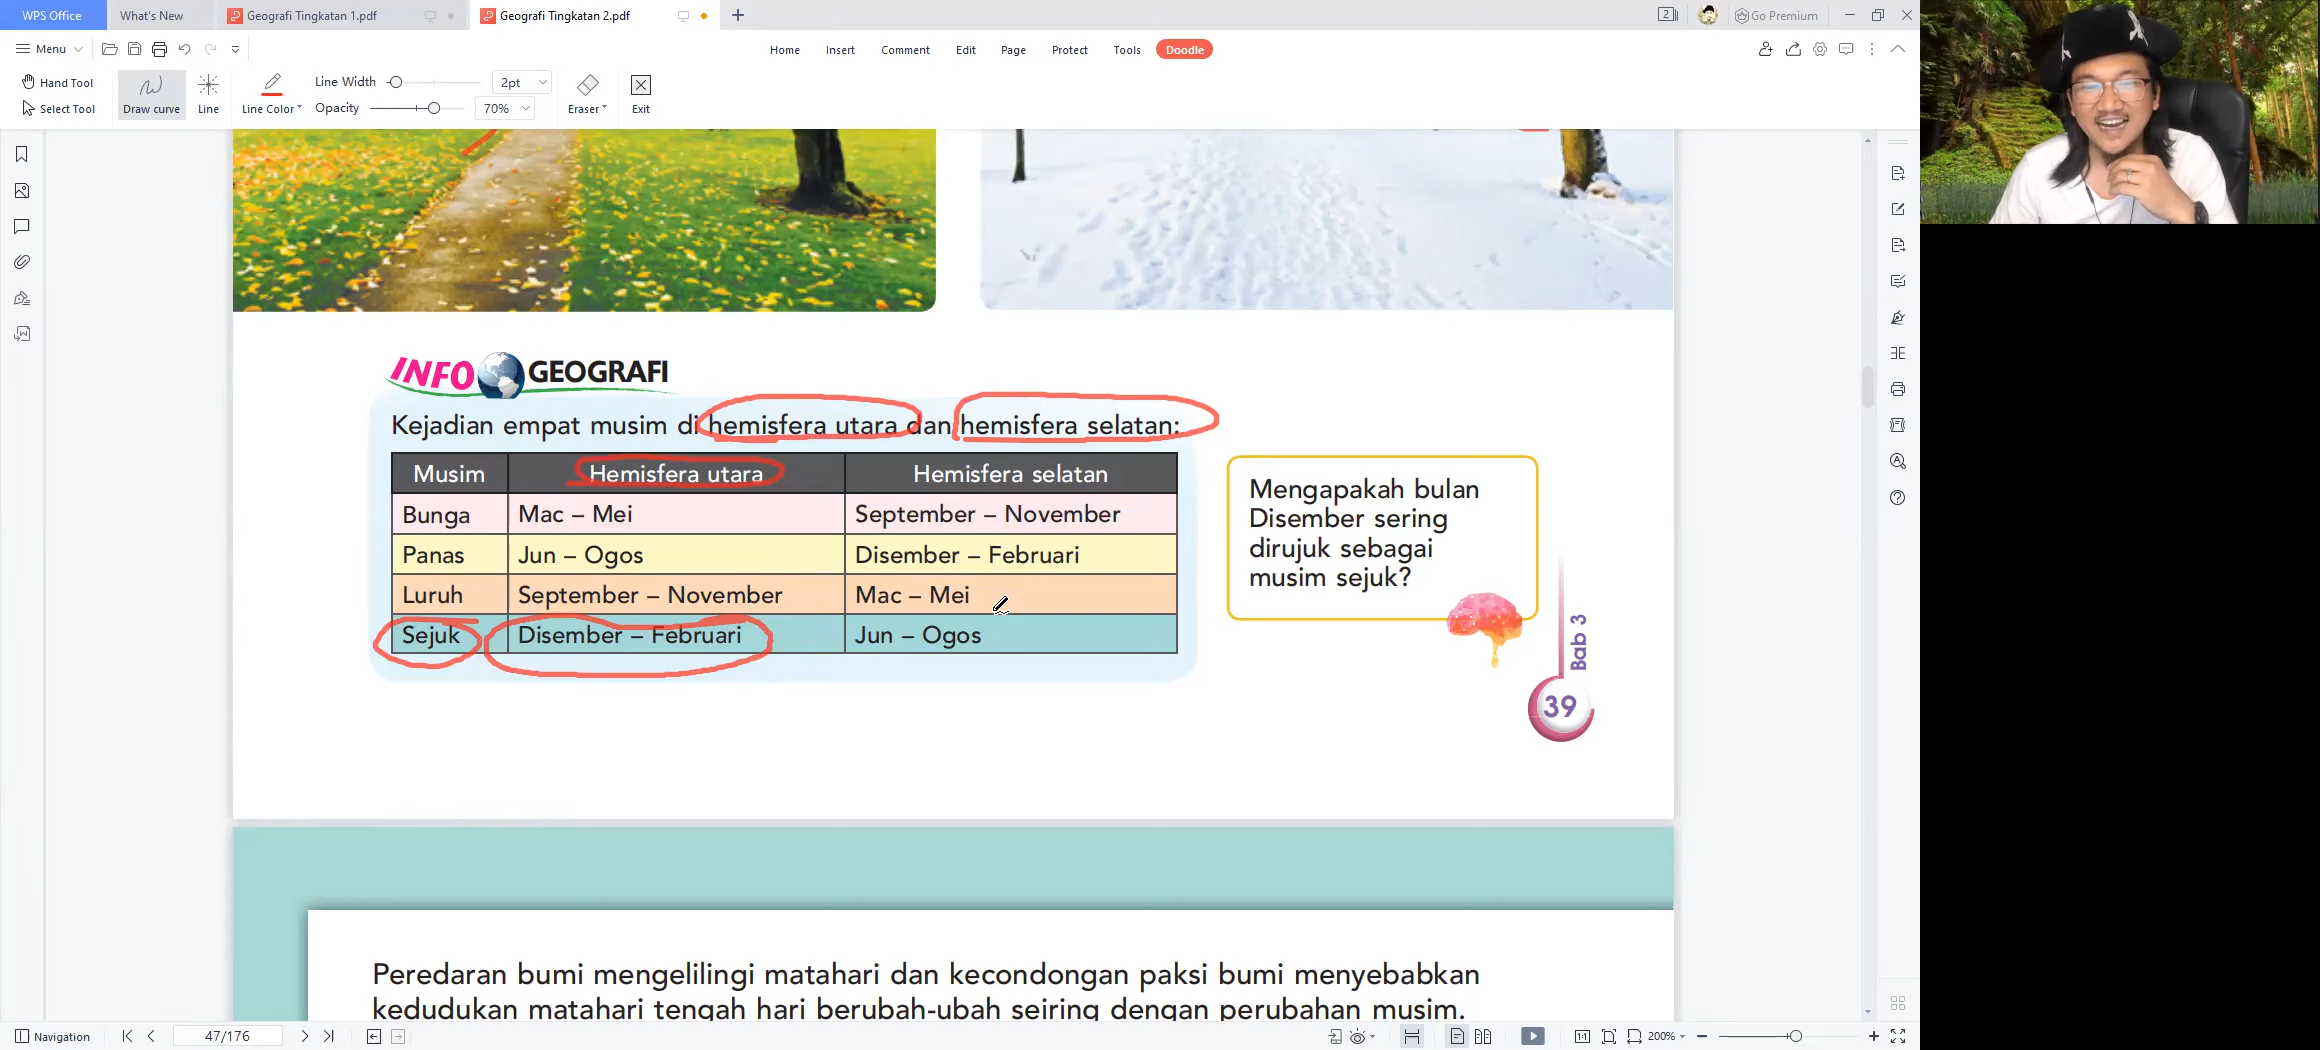 WPS Office What's New Geografi Tingkatan 1.pdf Geografi Tingkatan 2.pdf 2 Go Premium
Menu Home Insert Comment Edit Page Protect Tools Doodle
Hand Tool Line Width 2pt
Select Tool Draw curve Line Line Color Opacity 70% Eraser Exit
INFO GEOGRAFI
Kejadian empat musim di hemisfera utara dan hemisfera selatan:
Musim Hemisfera utara Hemisfera selatan
Bunga Mac – Mei September – November
Panas Jun – Ogos Disember – Februari
Luruh September – November Mac – Mei
Sejuk Disember – Februari Jun – Ogos
Mengapakah bulan
Disember sering
dirujuk sebagai
musim sejuk?
Bab 3
39
Peredaran bumi mengelilingi matahari dan kecondongan paksi bumi menyebabkan
kedudukan matahari tengah hari berubah-ubah seiring dengan perubahan musim.
Navigation 47/176 1:1 200%